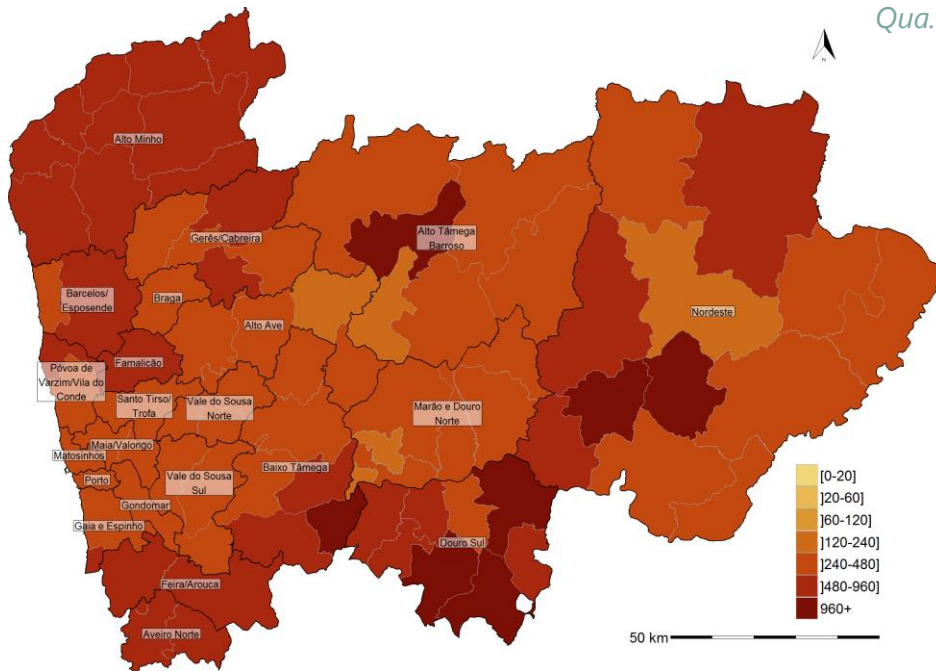 Qua.
N
Alto Minho
Gerês/Cabreira
Alto Tâmega
Barroso
Barcelos/
Esposende
Braga
Nordeste
Alto Ave
Famalicão
Póvoa de
Varzim/Vila do
Conde
Santo Tirso/
Trofa
Vale do Sousa
Norte
Marão e Douro
Norte
Maia/Valongo
Matosinhos
Baixo Tâmega
Porto
Vale do Sousa
Sul
Gondomar
Gaia e Espinho
Douro Sul
Feira/Arouca
Aveiro Norte
[0-20]
]20-60]
]60-120]
]120-240]
]240-480]
]480-960]
960+
50 km